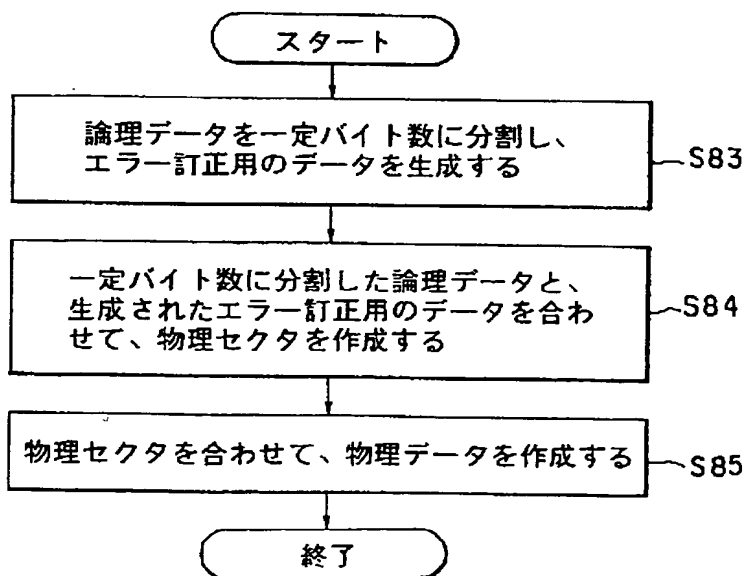 スタート
論理データを一定バイト数に分割し、
エラー訂正用のデータを生成する
S83
一定バイト数に分割した論理データと、
生成されたエラー訂正用のデータを合わ
せて、物理セクタを作成する
S84
物理セクタを合わせて、物理データを作成する
S85
終了